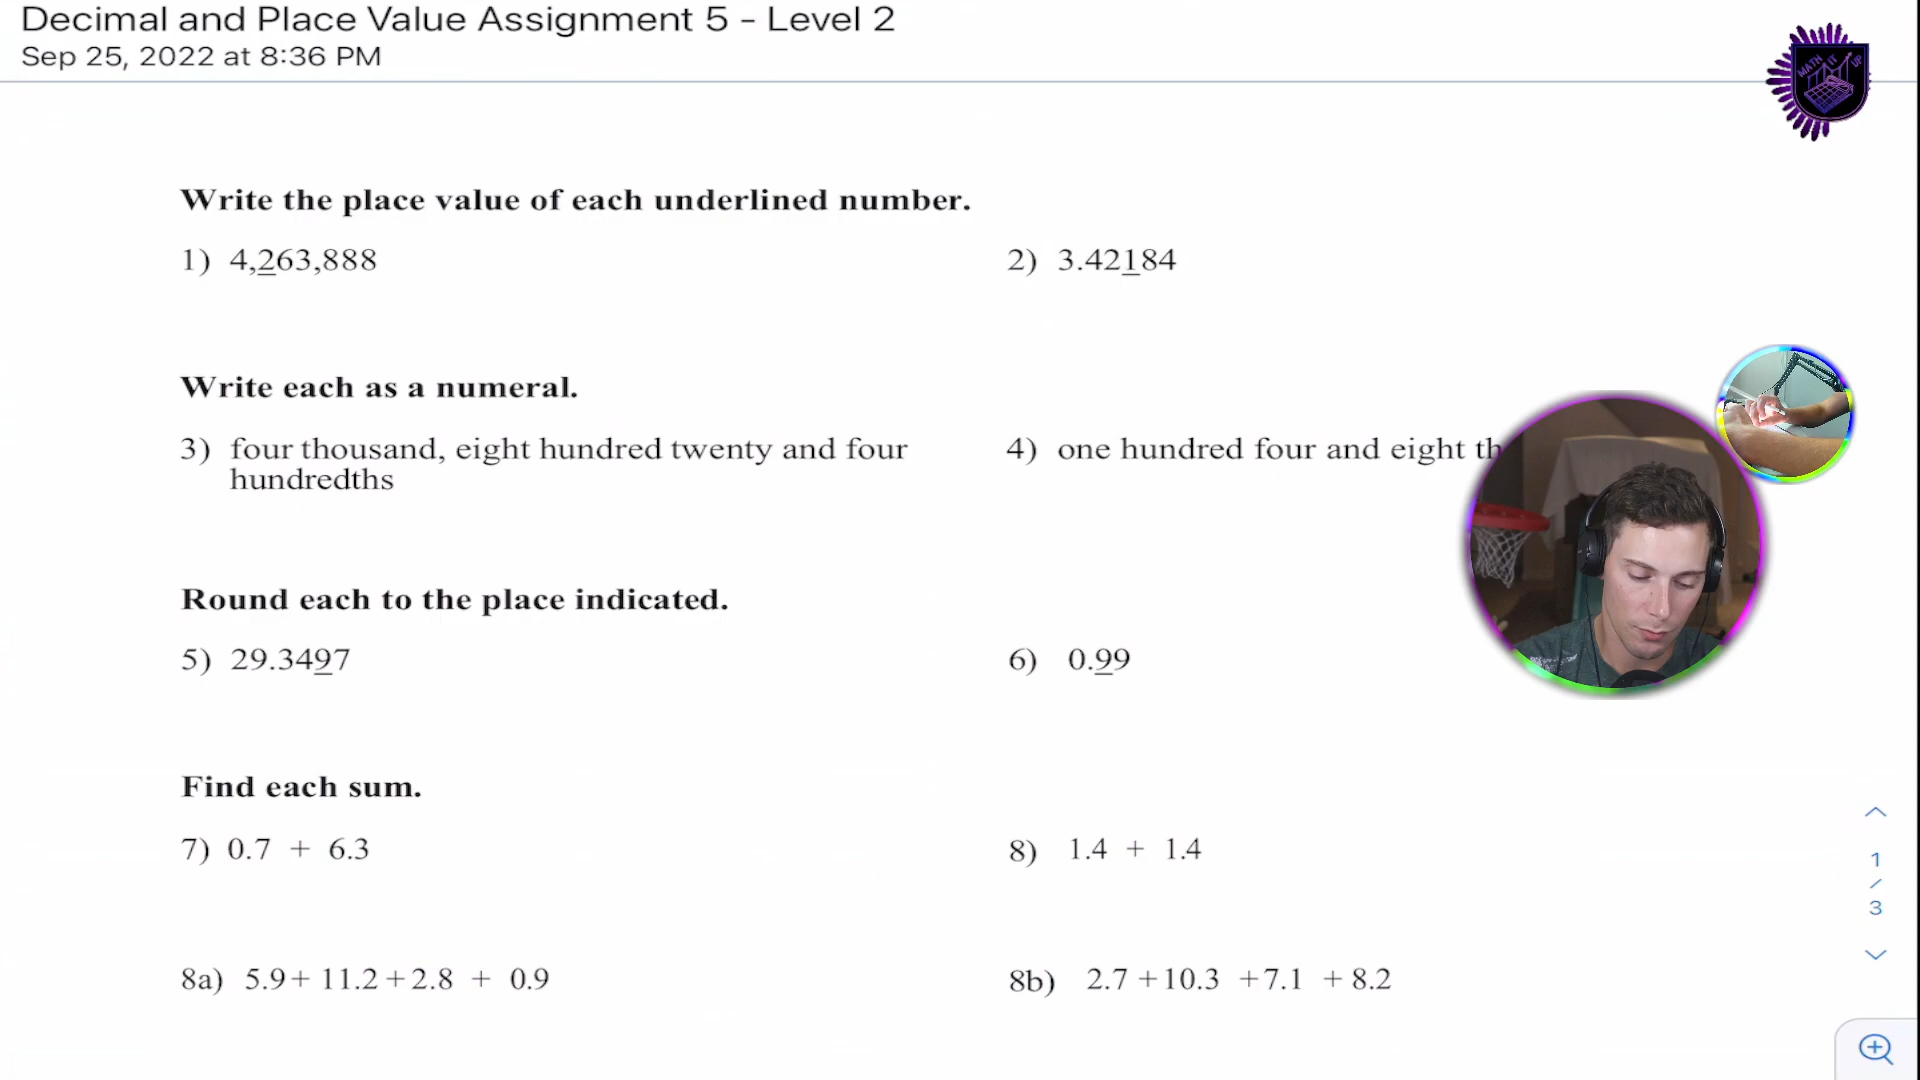 Decimal and Place Value Assignment 5 - Level 2
Sep 25, 2022 at 8:36 PM
MATH IT UP
Write the place value of each underlined number.
1) 4,263,888
2) 3.42184
Write each as a numeral.
3) four thousand, eight hundred twenty and four
hundredths
4) one hundred four and eight
Round each to the place indicated.
5) 29.3497
6) 0.99
Find each sum.
7) 0.7 + 6.3
8) 1.4 + 1.4
8a) 5.9+ 11.2 + 2.8 + 0.9
8b) 2.7 + 10.3 + 7.1 + 8.2
1
/
3